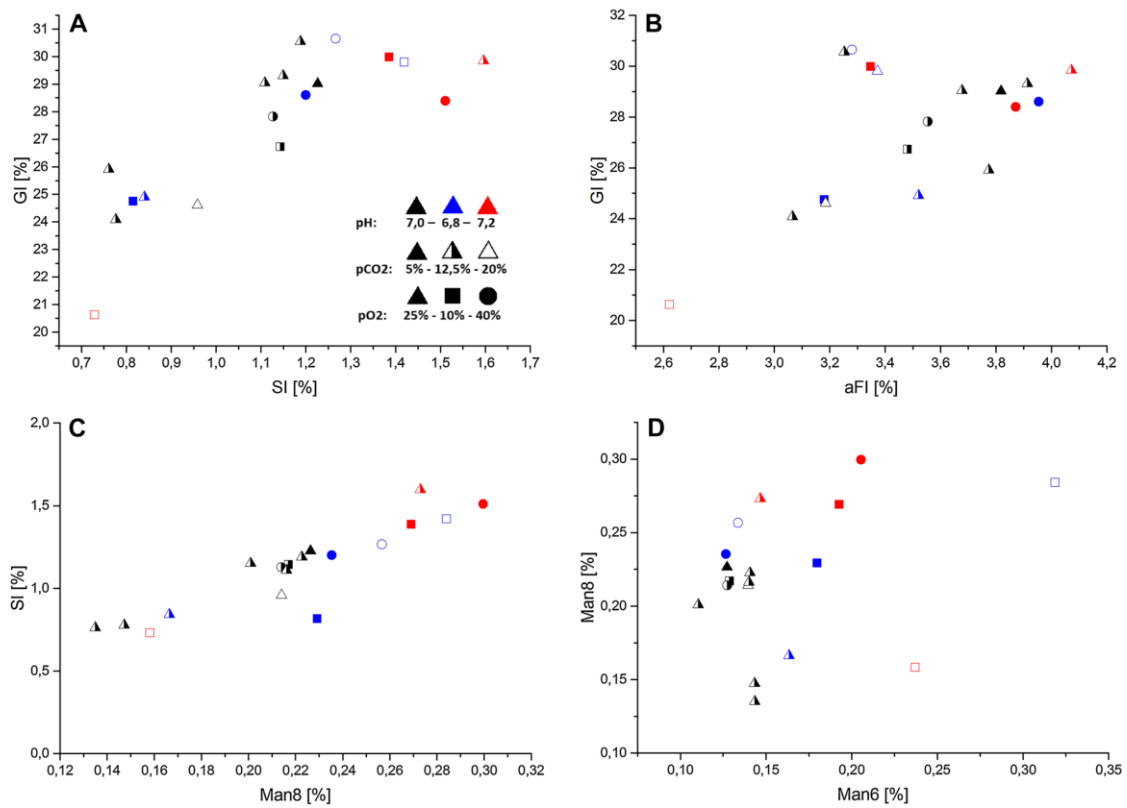 A
31
30
29
28
27
26
25
24
23
22
21
20
GI [%]
0,7 0,8 0,9 1,0 1,1 1,2 1,3 1,4 1,5 1,6 1,7
SI [%]
pH: 7,0 – 6,8 – 7,2
pCO2: 5% - 12,5% - 20%
pO2: 25% - 10% - 40%
B
32
30
28
26
24
22
20
GI [%]
2,6 2,8 3,0 3,2 3,4 3,6 3,8 4,0 4,2
aFI [%]
C
2,0
1,5
1,0
0,5
0,0
SI [%]
0,12 0,14 0,16 0,18 0,20 0,22 0,24 0,26 0,28 0,30 0,32
Man8 [%]
D
0,30
0,25
0,20
0,15
0,10
Man8 [%]
0,10 0,15 0,20 0,25 0,30 0,35
Man6 [%]